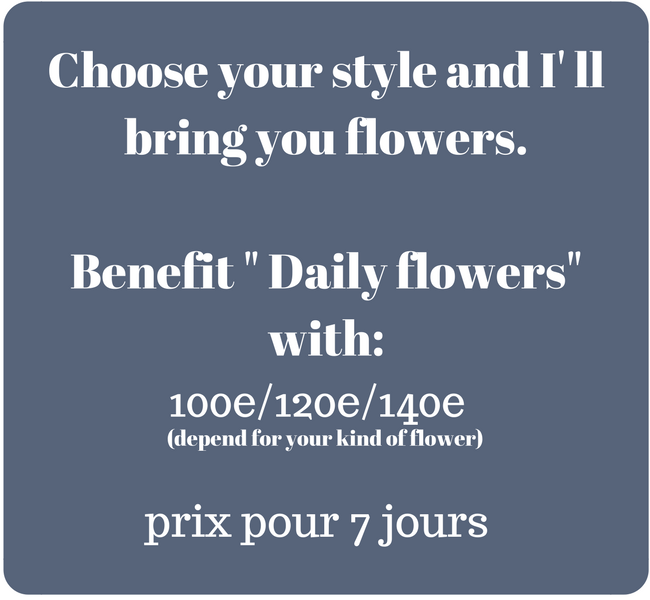 Choose your style and I' ll
bring you flowers.
Benefit " Daily flowers"
with:
100e/120e/140e
(depend for your kind of flower)
prix pour 7 jours